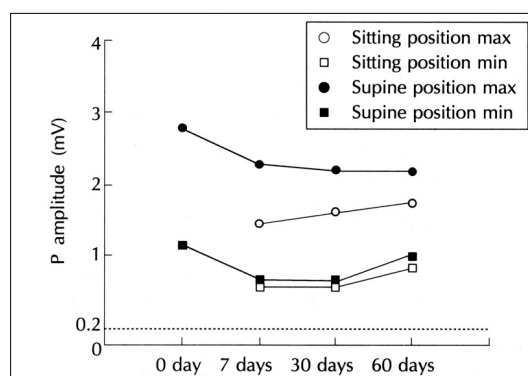 4
3
2
1
0.2
0
P amplitude (mV)
Sitting position max
Sitting position min
Supine position max
Supine position min
0 day 7 days 30 days 60 days